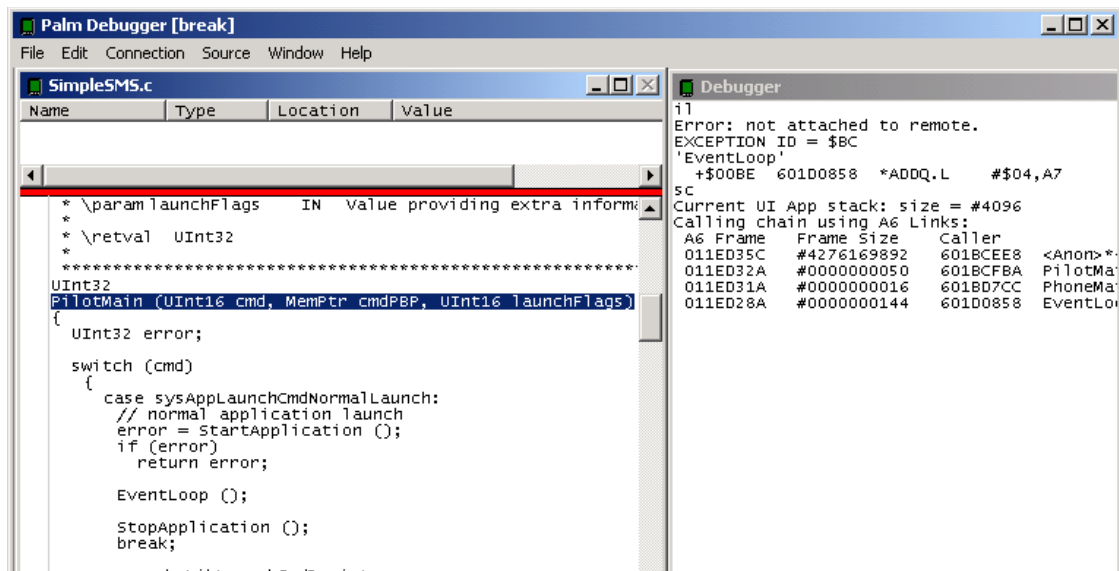 Palm Debugger [break]
File Edit Connection Source Window Help
SimpleSMS.c
Name Type Location Value
* \param launchFlags IN Value providing extra
*
* \retval UInt32
*
*********************************************************
UInt32
PilotMain (UInt16 cmd, MemPtr cmdPBP, UInt16 launchFlags)
{
UInt32 error;
switch (cmd)
{
case sysAppLaunchCmdNormalLaunch:
// normal application launch
error = StartApplication ();
if (error)
return error;
EventLoop ();
StopApplication ();
break;
Debugger
il
Error: not attached to remote.
EXCEPTION ID = $BC
'EventLoop'
+$00BE 601D0858 *ADDQ.L #$04,A7
sc
Current UI App stack: size = #4096
Calling chain using A6 Links:
A6 Frame Frame Size Caller
011ED35C #4276169892 601BCEE8 <Anon>*
011ED32A #0000000050 601BCFBA PilotMa
011ED31A #0000000016 601BD7CC PhoneMa
011ED28A #0000000144 601D0858 EventLo